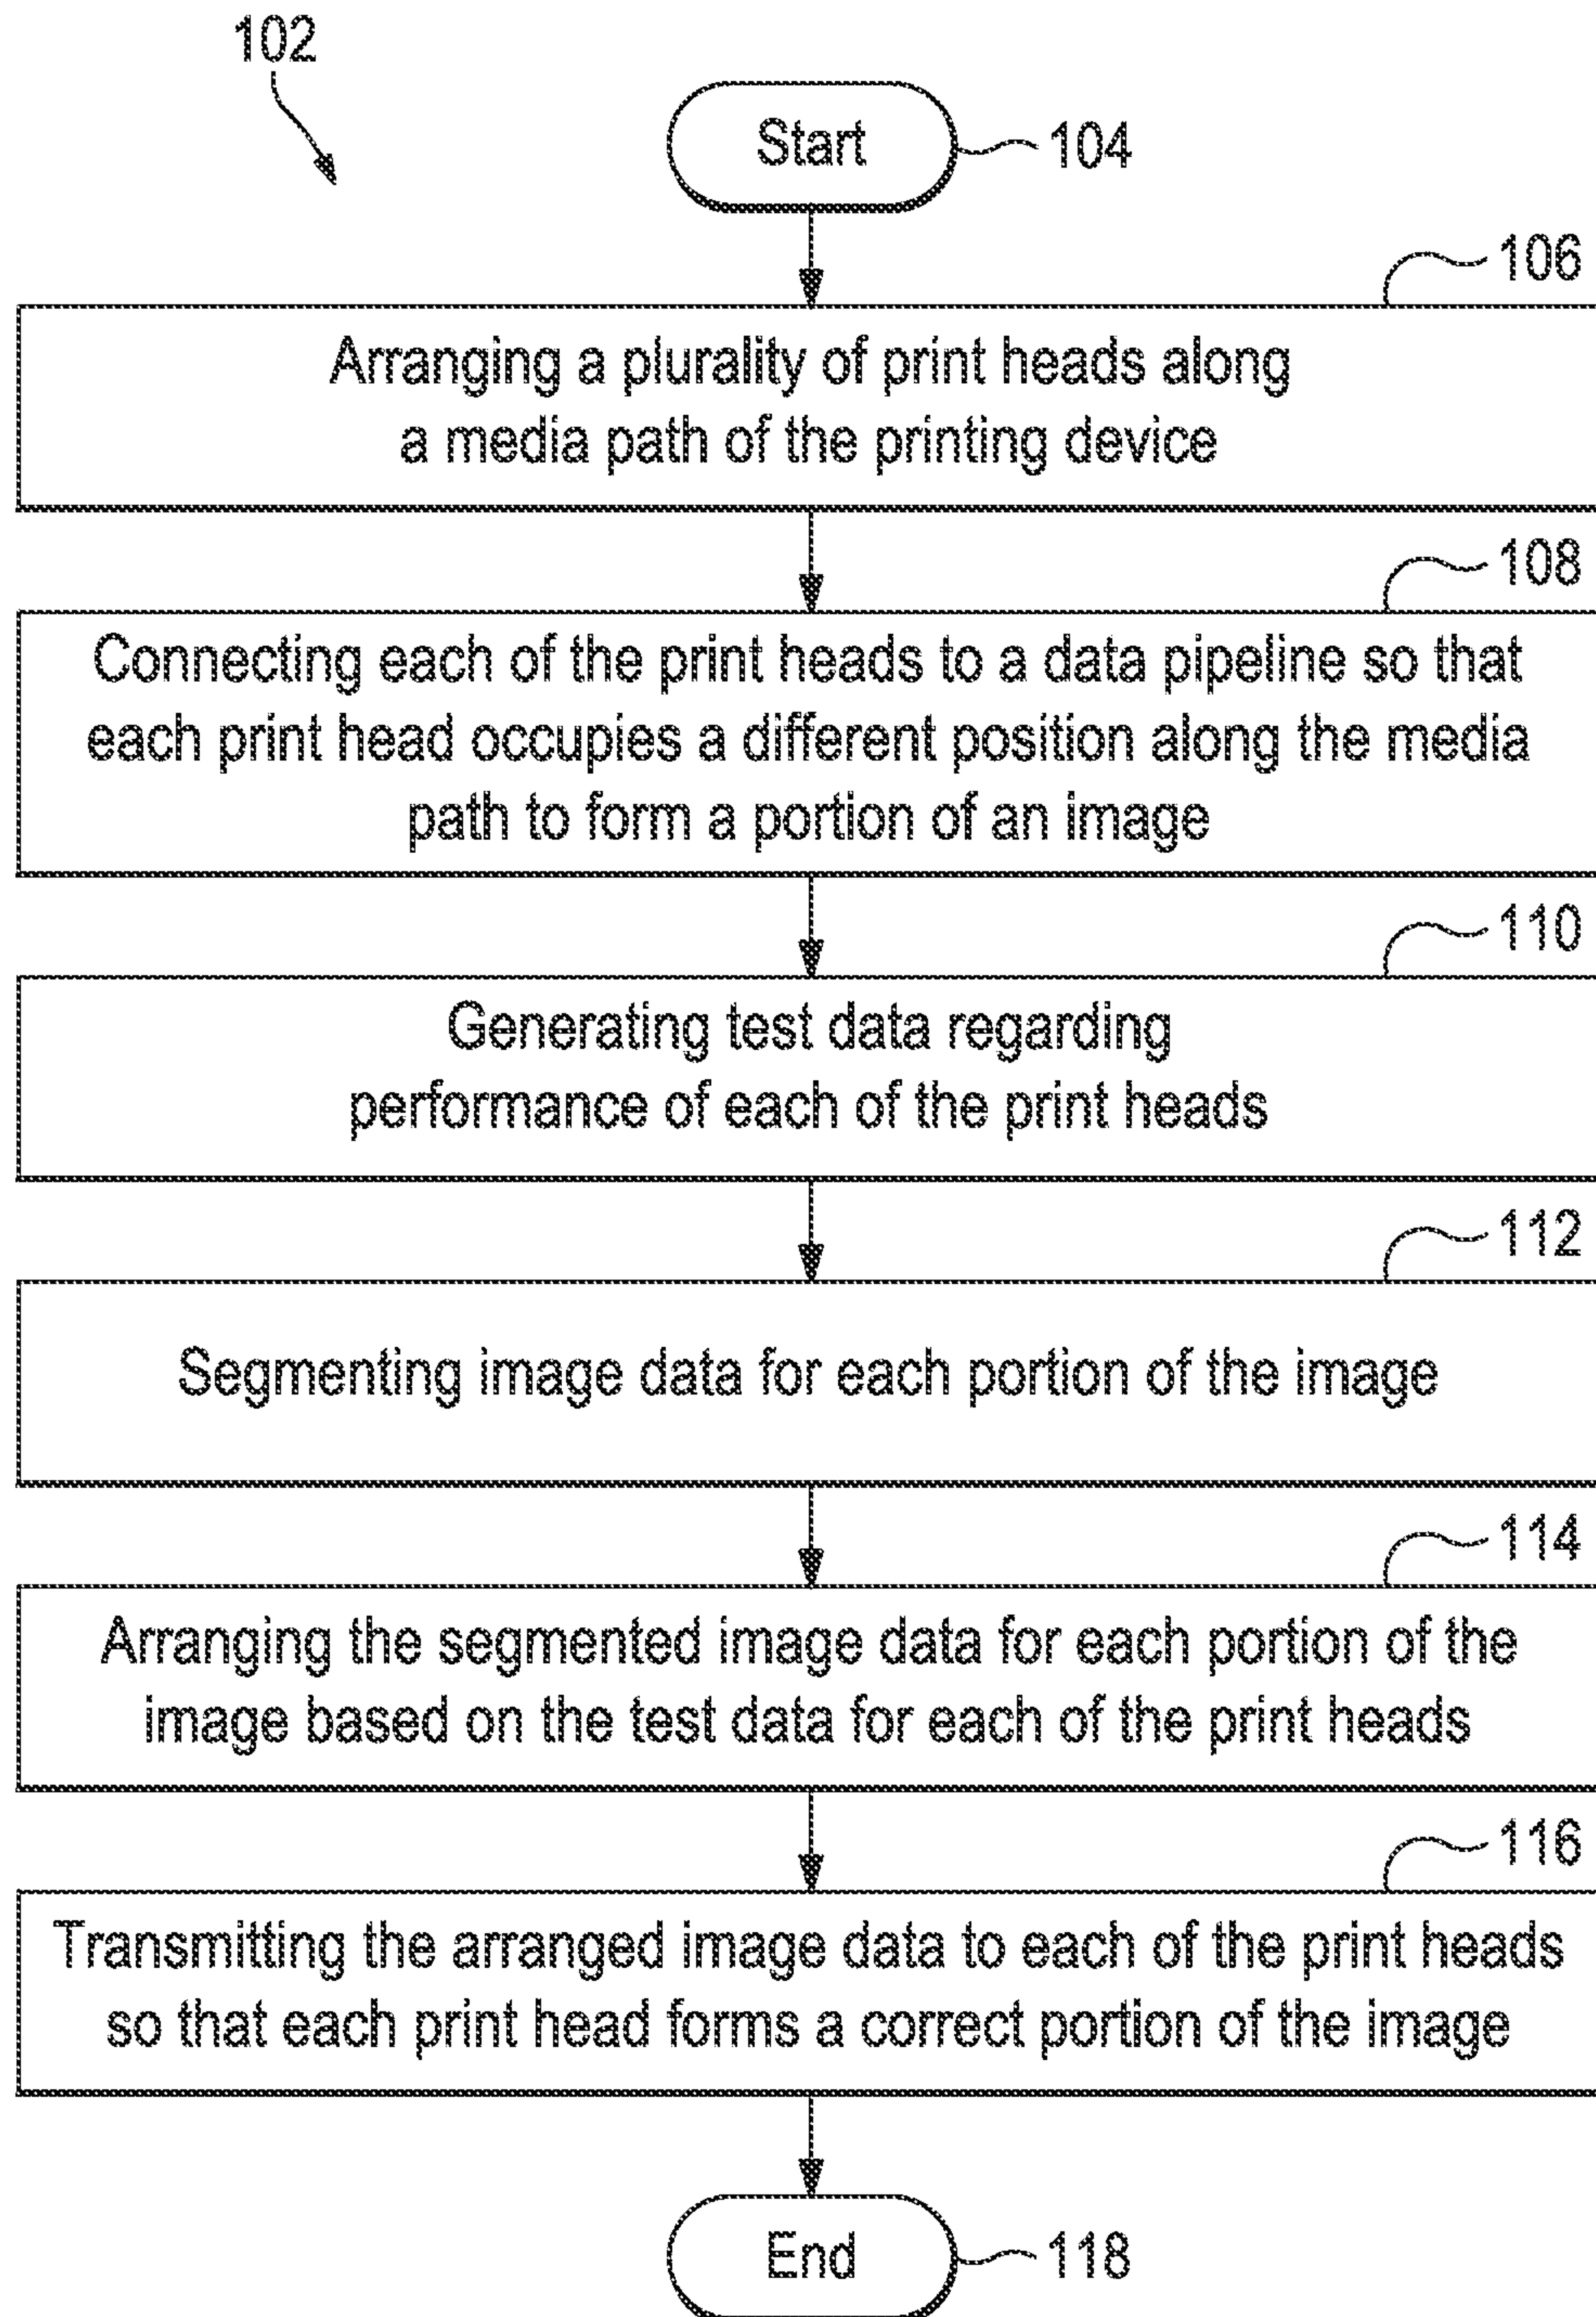 102
Start
104
106
Arranging a plurality of print heads along
a media path of the printing device
108
Connecting each of the print heads to a data pipeline so that
each print head occupies a different position along the media
path to form a portion of an image
110
Generating test data regarding
performance of each of the print heads
112
Segmenting image data for each portion of the image
114
Arranging the segmented image data for each portion of the
image based on the test data for each of the print heads
116
Transmitting the arranged image data to each of the print heads
so that each print head forms a correct portion of the image
End
118